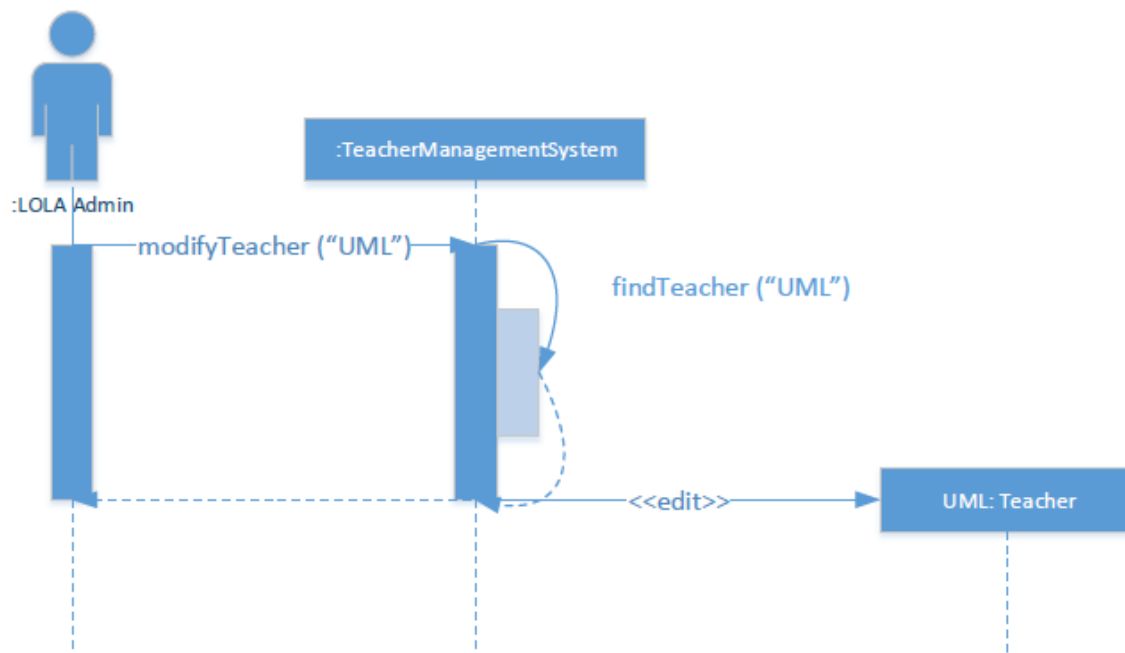 :TeacherManagementSystem
:LOLA Admin
modifyTeacher (“UML”)
findTeacher (“UML”)
<<edit>>
UML: Teacher